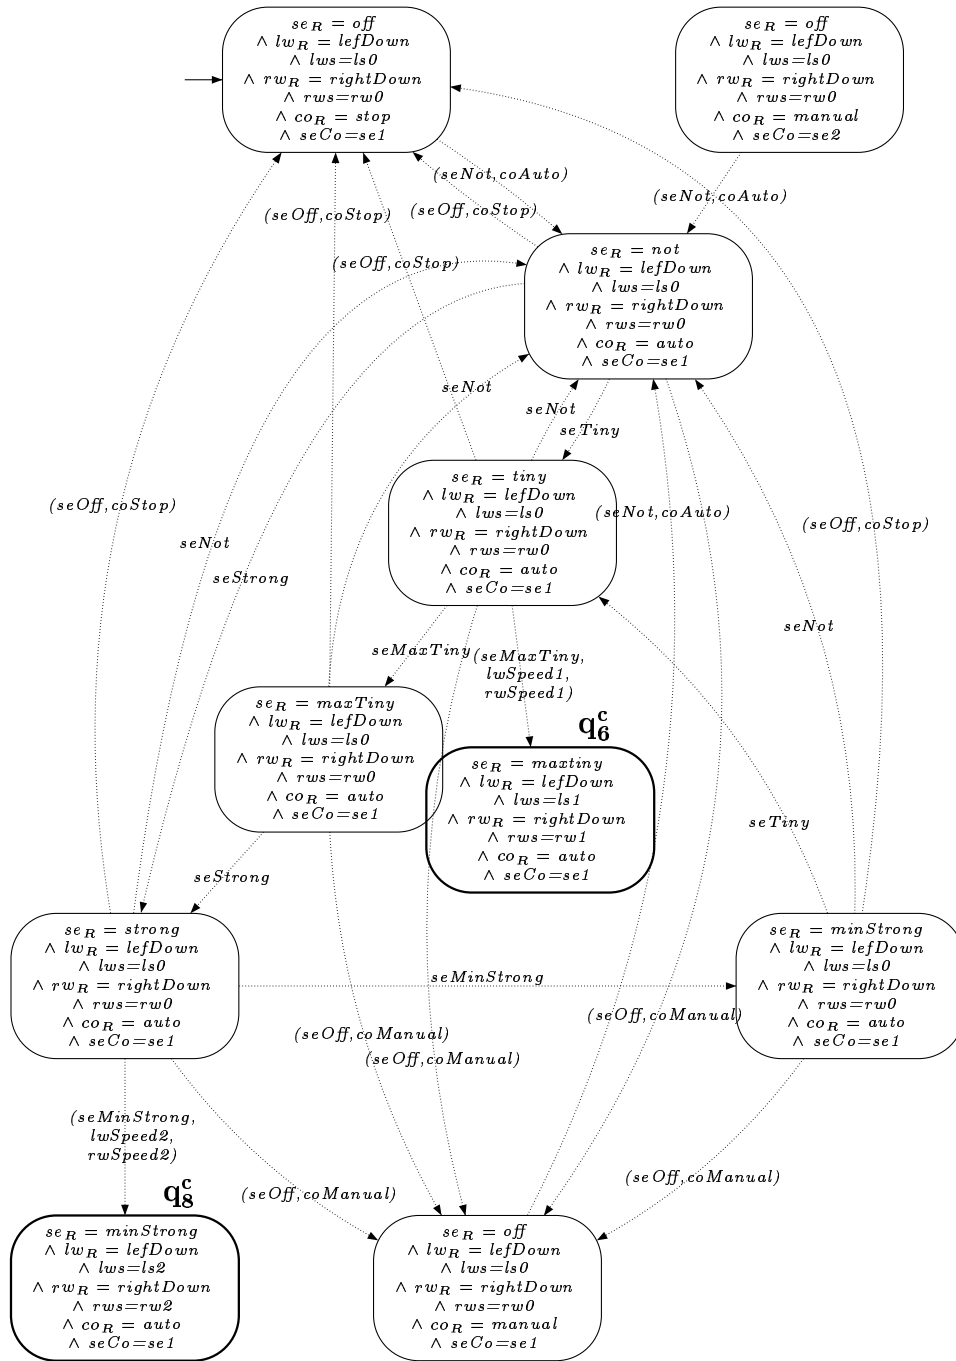 se_R = off
∧ lw_R = lefDown
∧ lws=ls0
∧ rw_R = rightDown
∧ rws=rw0
∧ co_R = stop
∧ seCo=se1
se_R = off
∧ lw_R = lefDown
∧ lws=ls0
∧ rw_R = rightDown
∧ rws=rw0
∧ co_R = manual
∧ seCo=se2
(seNot,coAuto)
(seNot,coAuto)
(seOff,coStop)
(seOff,coStop)
(seOff,coStop)
se_R = not
∧ lw_R = lefDown
∧ lws=ls0
∧ rw_R = rightDown
∧ rws=rw0
∧ co_R = auto
∧ seCo=se1
seNot
seNot
seTiny
se_R = tiny
∧ lw_R = lefDown
∧ lws=ls0
∧ rw_R = rightDown
∧ rws=rw0
∧ co_R = auto
∧ seCo=se1
(seOff,coStop)
(seNot,coAuto)
(seOff,coStop)
seNot
seStrong
seNot
seMaxTiny
(seMaxTiny,
lwSpeed1,
rwSpeed1)
se_R = maxTiny
∧ lw_R = lefDown
∧ lws=ls0
∧ rw_R = rightDown
∧ rws=rw0
∧ co_R = auto
∧ seCo=se1
q_6^c
se_R = maxtiny
∧ lw_R = lefDown
∧ lws=ls1
∧ rw_R = rightDown
∧ rws=rw1
∧ co_R = auto
∧ seCo=se1
seTiny
seStrong
se_R = strong
∧ lw_R = lefDown
∧ lws=ls0
∧ rw_R = rightDown
∧ rws=rw0
∧ co_R = auto
∧ seCo=se1
seMinStrong
se_R = minStrong
∧ lw_R = lefDown
∧ lws=ls0
∧ rw_R = rightDown
∧ rws=rw0
∧ co_R = auto
∧ seCo=se1
(seOff,coManual)
(seOff,coManual)
(seOff,coManual)
(seMinStrong,
lwSpeed2,
rwSpeed2)
(seOff,coManual)
(seOff,coManual)
q_8^c
se_R = minStrong
∧ lw_R = lefDown
∧ lws=ls2
∧ rw_R = rightDown
∧ rws=rw2
∧ co_R = auto
∧ seCo=se1
se_R = off
∧ lw_R = lefDown
∧ lws=ls0
∧ rw_R = rightDown
∧ rws=rw0
∧ co_R = manual
∧ seCo=se1